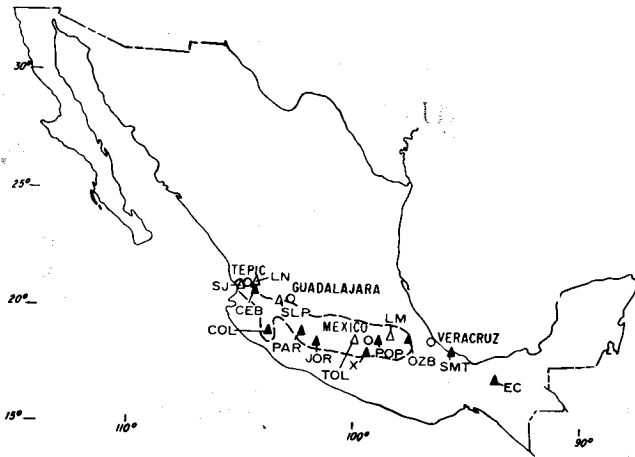 30°
25°
TEPIC LN
SJ GUADALAJARA
20°
CEB SLP
MEXICO LM
COL VERACRUZ
PAR JOR POP OZB SMT
TOL X EC
15°
110° 100° 90°